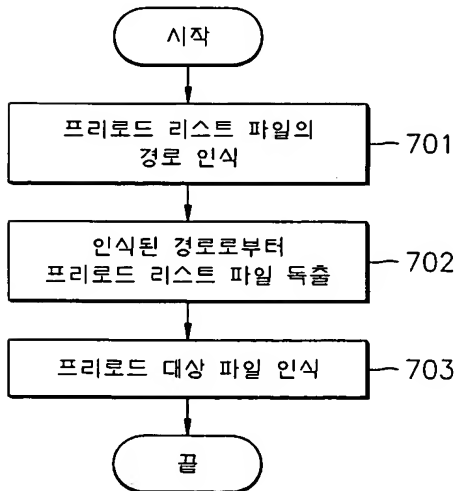 시작
프리로드 리스트 파일의
경로 인식
701
인식된 경로로부터
프리로드 리스트 파일 독출
702
프리로드 대상 파일 인식
703
끝